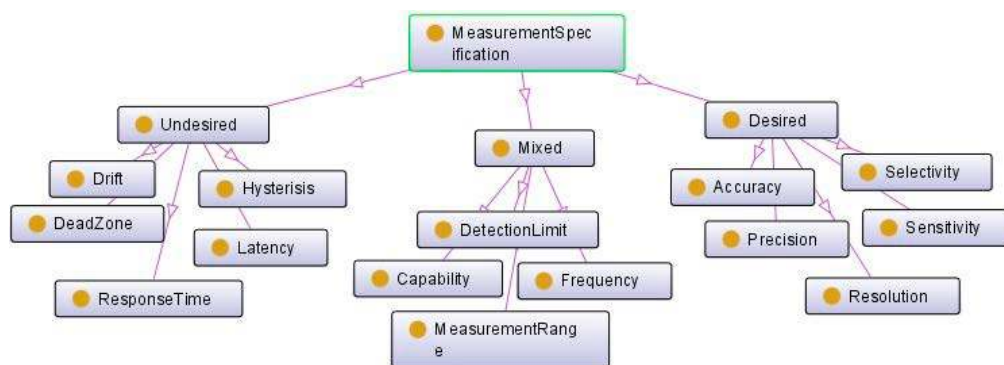 MeasurementSpec
ification
Undesired
Mixed
Desired
Drift
Hysterisis
DeadZone
Latency
ResponseTime
DetectionLimit
Capability
Frequency
MeasurementRang
e
Selectivity
Accuracy
Sensitivity
Precision
Resolution